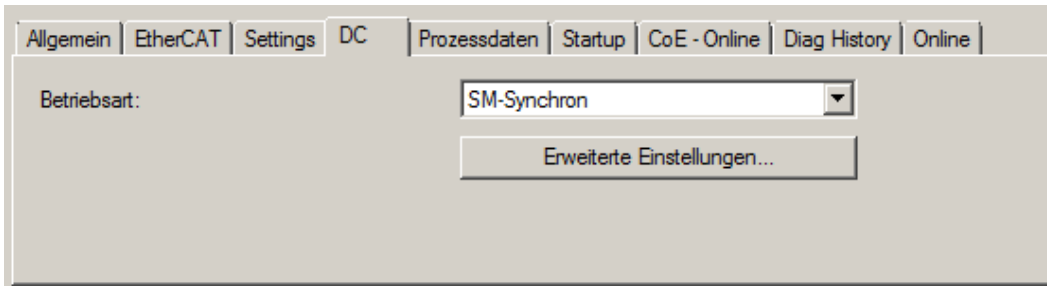 Allgemein EtherCAT Settings DC Prozessdaten Startup CoE - Online Diag History Online
Betriebsart: SM-Synchron
Erweiterte Einstellungen...